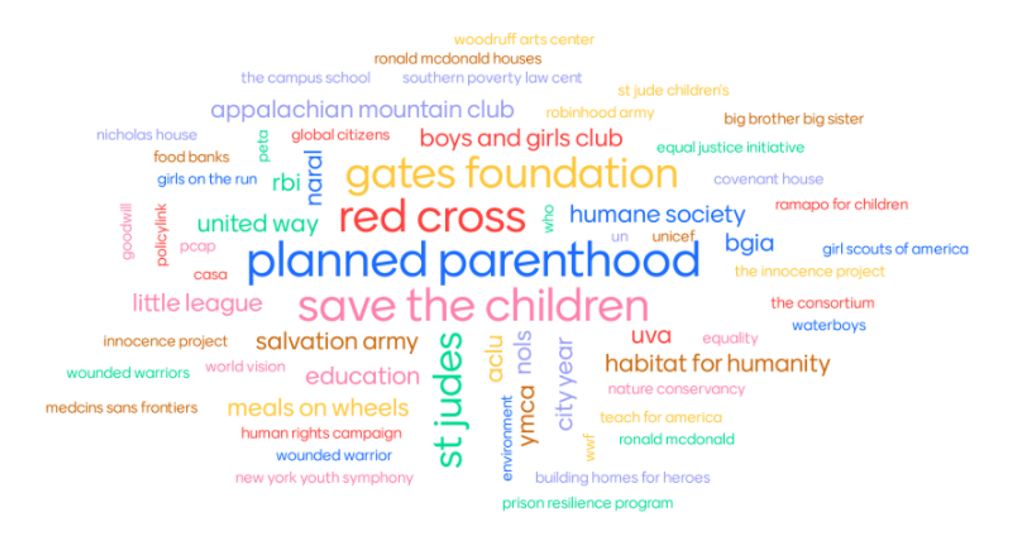 woodruff arts center
ronald mcdonald houses
the campus school
southern poverty law cent
st jude children's
appalachian mountain club
robinhood army
big brother big sister
nicholas house
peta
global citizens
boys and girls club
equal justice initiative
food banks
naral
gates foundation
girls on the run
rbi
covenant house
goodwill
policylink
united way
red cross
who
humane society
ramapo for children
pcap
un
unicef
bgia
girl scouts of america
casa
planned parenthood
the innocence project
little league
save the children
the consortium
waterboys
innocence project
salvation army
st judes
aclu
nols
city year
uva
equality
wounded warriors
world vision
education
habitat for humanity
nature conservancy
medcins sans frontiers
meals on wheels
environment
ymca
teach for america
human rights campaign
wwf
ronald mcdonald
wounded warrior
new york youth symphony
building homes for heroes
prison resilience program